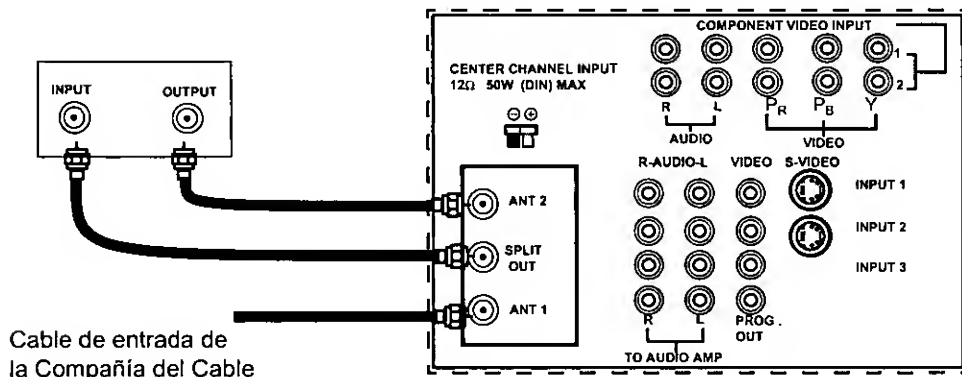 COMPONENT VIDEO INPUT
1
2
R
L
PR
PB
Y
AUDIO
VIDEO
CENTER CHANNEL INPUT
12Ω 50W (DIN) MAX
⊖ ⊕
INPUT
OUTPUT
R-AUDIO-L
VIDEO
S-VIDEO
INPUT 1
INPUT 2
INPUT 3
ANT 2
SPLIT
OUT
ANT 1
R
L
PROG.
OUT
TO AUDIO AMP
Cable de entrada de
la Compañía del Cable